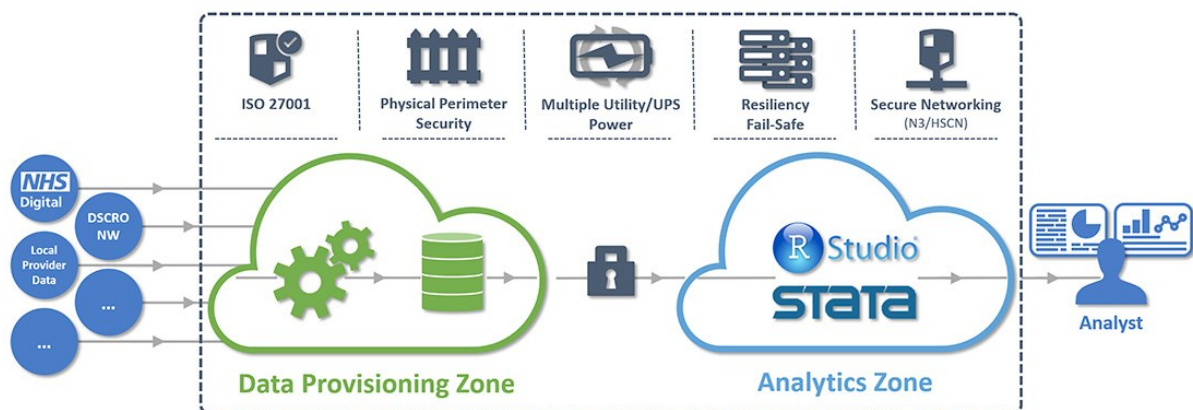 ISO 27001
Physical Perimeter
Security
Multiple Utility/UPS
Power
Resiliency
Fail-Safe
Secure Networking
(N3/HSCN)
NHS
Digital
DSCRO
NW
Local
Provider
Data
...
...
R Studio
STATA
Analyst
Data Provisioning Zone
Analytics Zone